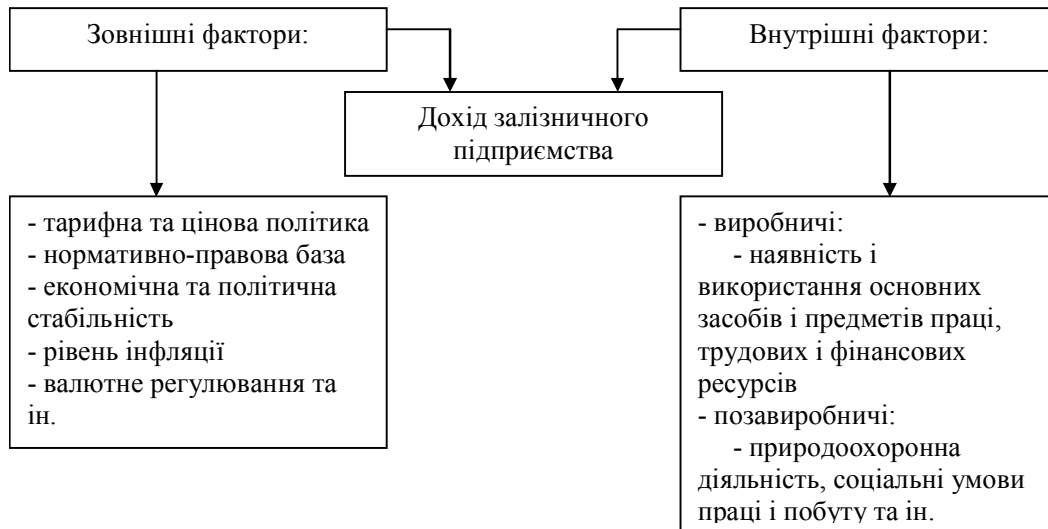 Зовнішні фактори:
Внутрішні фактори:
Дохід залізничного
підприємства
- тарифна та цінова політика
- нормативно-правова база
- економічна та політична
стабільність
- рівень інфляції
- валютне регулювання та
ін.
- виробничі:
- наявність і
використання основних
засобів і предметів праці,
трудових і фінансових
ресурсів
- позавиробничі:
- природоохоронна
діяльність, соціальні умови
праці і побуту та ін.